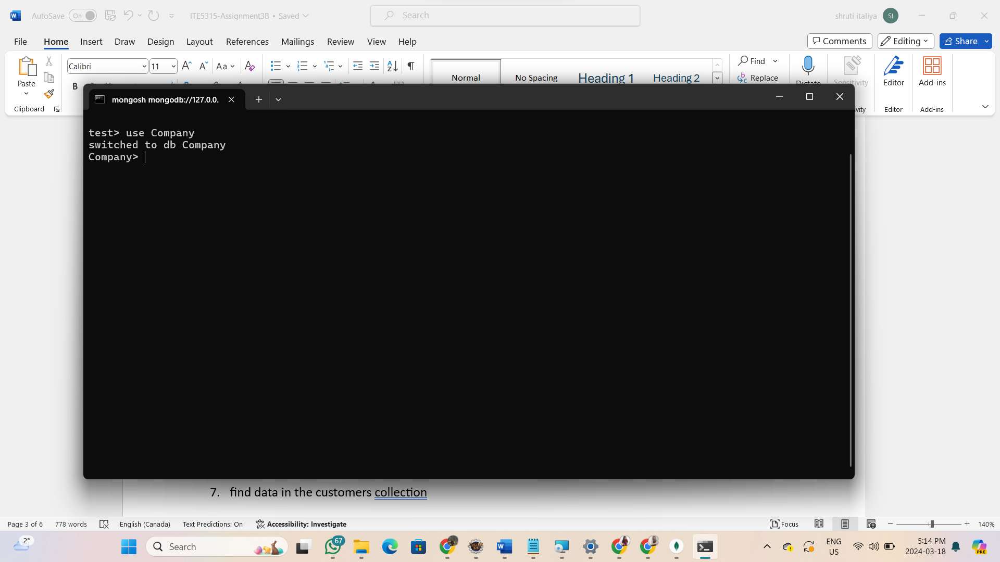 AutoSave On ITE5315-Assignment3B • Saved Search shruti italiya SI
File Home Insert Draw Design Layout References Mailings Review View Help Comments Editing Share
Calibri 11 Aa
Paste
B
Clipboard
Normal No Spacing Heading 1 Heading 2
Find
Replace
Dictate
Sensitivity
Editor
Editor
Add-ins
Add-ins
mongosh mongodb://127.0.0.
test> use Company
switched to db Company
Company>
7. find data in the customers collection
Page 3 of 6 778 words English (Canada) Text Predictions: On Accessibility: Investigate Focus 140%
2° Search 67 ENG
US
5:14 PM
2024-03-18
PRE